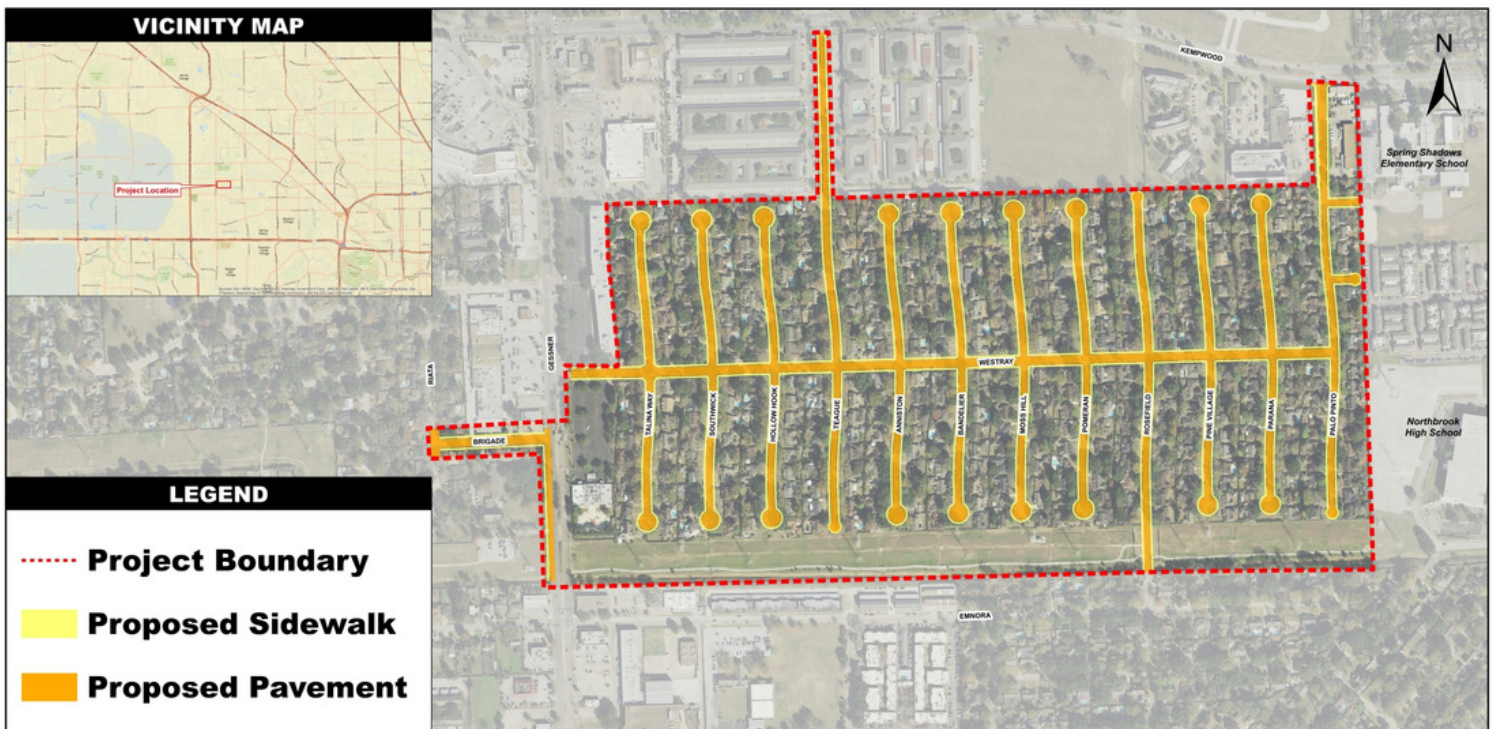 VICINITY MAP
Project Location
LEGEND
Project Boundary
Proposed Sidewalk
Proposed Pavement
KEMPWOOD
N
Spring Shadows
Elementary School
RIATA
GESSNER
WESTRAY
BRIGADE
TALINA WAY
SOUTHWICK
HOLLOW HOOK
TEAGUE
ANNISTON
BANDELIER
MOSS HILL
POMERAN
ROSEFIELD
PINE VILLAGE
PARANA
PALO PINTO
Northbrook
High School
EMNORA